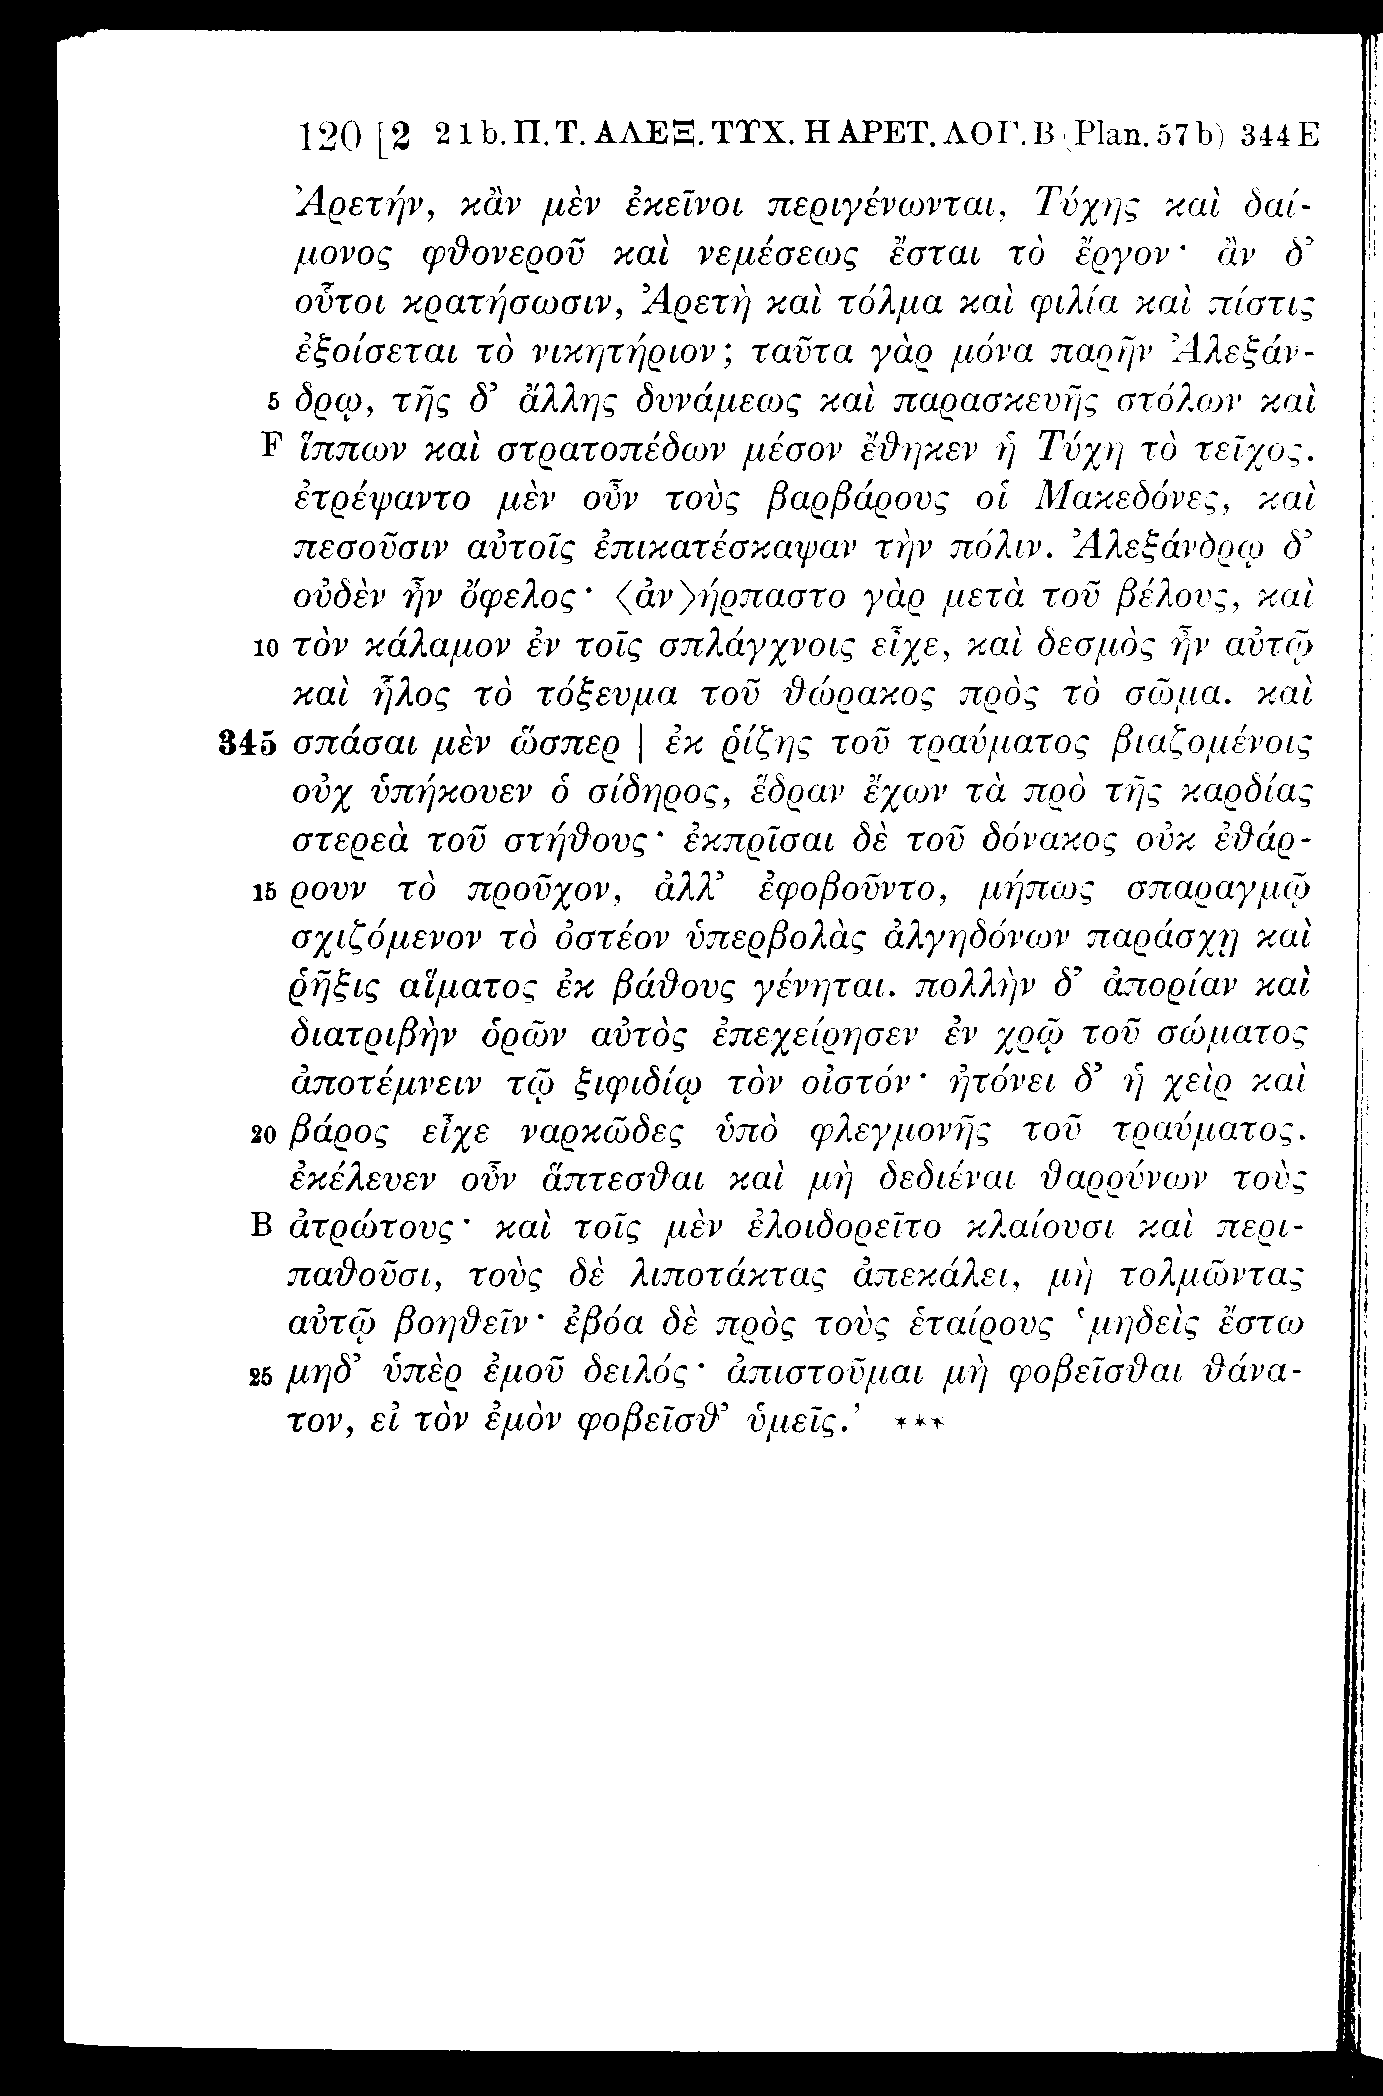 120 [2 21b. Π. Τ. ΑΛΕΞ. ΤΥΧ. Η ΑΡΕΤ. ΛΟΓ. Β (Plan. 57b) 344 E
Ἀρετήν, κἂν μὲν ἐκεῖνοι περιγένωνται, Τύχης καὶ δαί-
μονος φθονεροῦ καὶ νεμέσεως ἔσται τὸ ἔργον· ἂν δ’
οὗτοι κρατήσωσιν, Ἀρετὴ καὶ τόλμα καὶ φιλία καὶ πίστις
ἐξοίσεται τὸ νικητήριον; ταῦτα γὰρ μόνα παρῆν Ἀλεξάν-
5 δρῳ, τῆς δ’ ἄλλης δυνάμεως καὶ παρασκευῆς στόλων καὶ
F ἵππων καὶ στρατοπέδων μέσον ἔθηκεν ἡ Τύχη τὸ τεῖχος.
ἐτρέψαντο μὲν οὖν τοὺς βαρβάρους οἱ Μακεδόνες, καὶ
πεσοῦσιν αὐτοῖς ἐπικατέσκαψαν τὴν πόλιν. Ἀλεξάνδρῳ δ’
οὐδὲν ἦν ὄφελος· ⟨ἀν⟩ήρπαστο γὰρ μετὰ τοῦ βέλους, καὶ
10 τὸν κάλαμον ἐν τοῖς σπλάγχνοις εἶχε, καὶ δεσμὸς ἦν αὐτῷ
καὶ ἧλος τὸ τόξευμα τοῦ θώρακος πρὸς τὸ σῶμα. καὶ
345 σπάσαι μὲν ὥσπερ | ἐκ ῥίζης τοῦ τραύματος βιαζομένοις
οὐχ ὑπήκουεν ὁ σίδηρος, ἕδραν ἔχων τὰ πρὸ τῆς καρδίας
στερεὰ τοῦ στήθους· ἐκπρῖσαι δὲ τοῦ δόνακος οὐκ ἐθάρ-
15 ρουν τὸ προῦχον, ἀλλ’ ἐφοβοῦντο, μήπως σπαραγμῷ
σχιζόμενον τὸ ὀστέον ὑπερβολὰς ἀλγηδόνων παράσχῃ καὶ
ῥῆξις αἵματος ἐκ βάθους γένηται. πολλὴν δ’ ἀπορίαν καὶ
διατριβὴν ὁρῶν αὐτὸς ἐπεχείρησεν ἐν χρῷ τοῦ σώματος
ἀποτέμνειν τῷ ξιφιδίῳ τὸν οἰστόν· ἠτόνει δ’ ἡ χεὶρ καὶ
20 βάρος εἶχε ναρκῶδες ὑπὸ φλεγμονῆς τοῦ τραύματος.
ἐκέλευεν οὖν ἅπτεσθαι καὶ μὴ δεδιέναι θαρρύνων τοὺς
B ἀτρώτους· καὶ τοῖς μὲν ἐλοιδορεῖτο κλαίουσι καὶ περι-
παθοῦσι, τοὺς δὲ λιποτάκτας ἀπεκάλει, μὴ τολμῶντας
αὐτῷ βοηθεῖν· ἐβόα δὲ πρὸς τοὺς ἑταίρους ‘μηδεὶς ἔστω
25 μηδ’ ὑπὲρ ἐμοῦ δειλός· ἀπιστοῦμαι μὴ φοβεῖσθαι θάνα-
τον, εἰ τὸν ἐμὸν φοβεῖσθ’ ὑμεῖς.’ ***